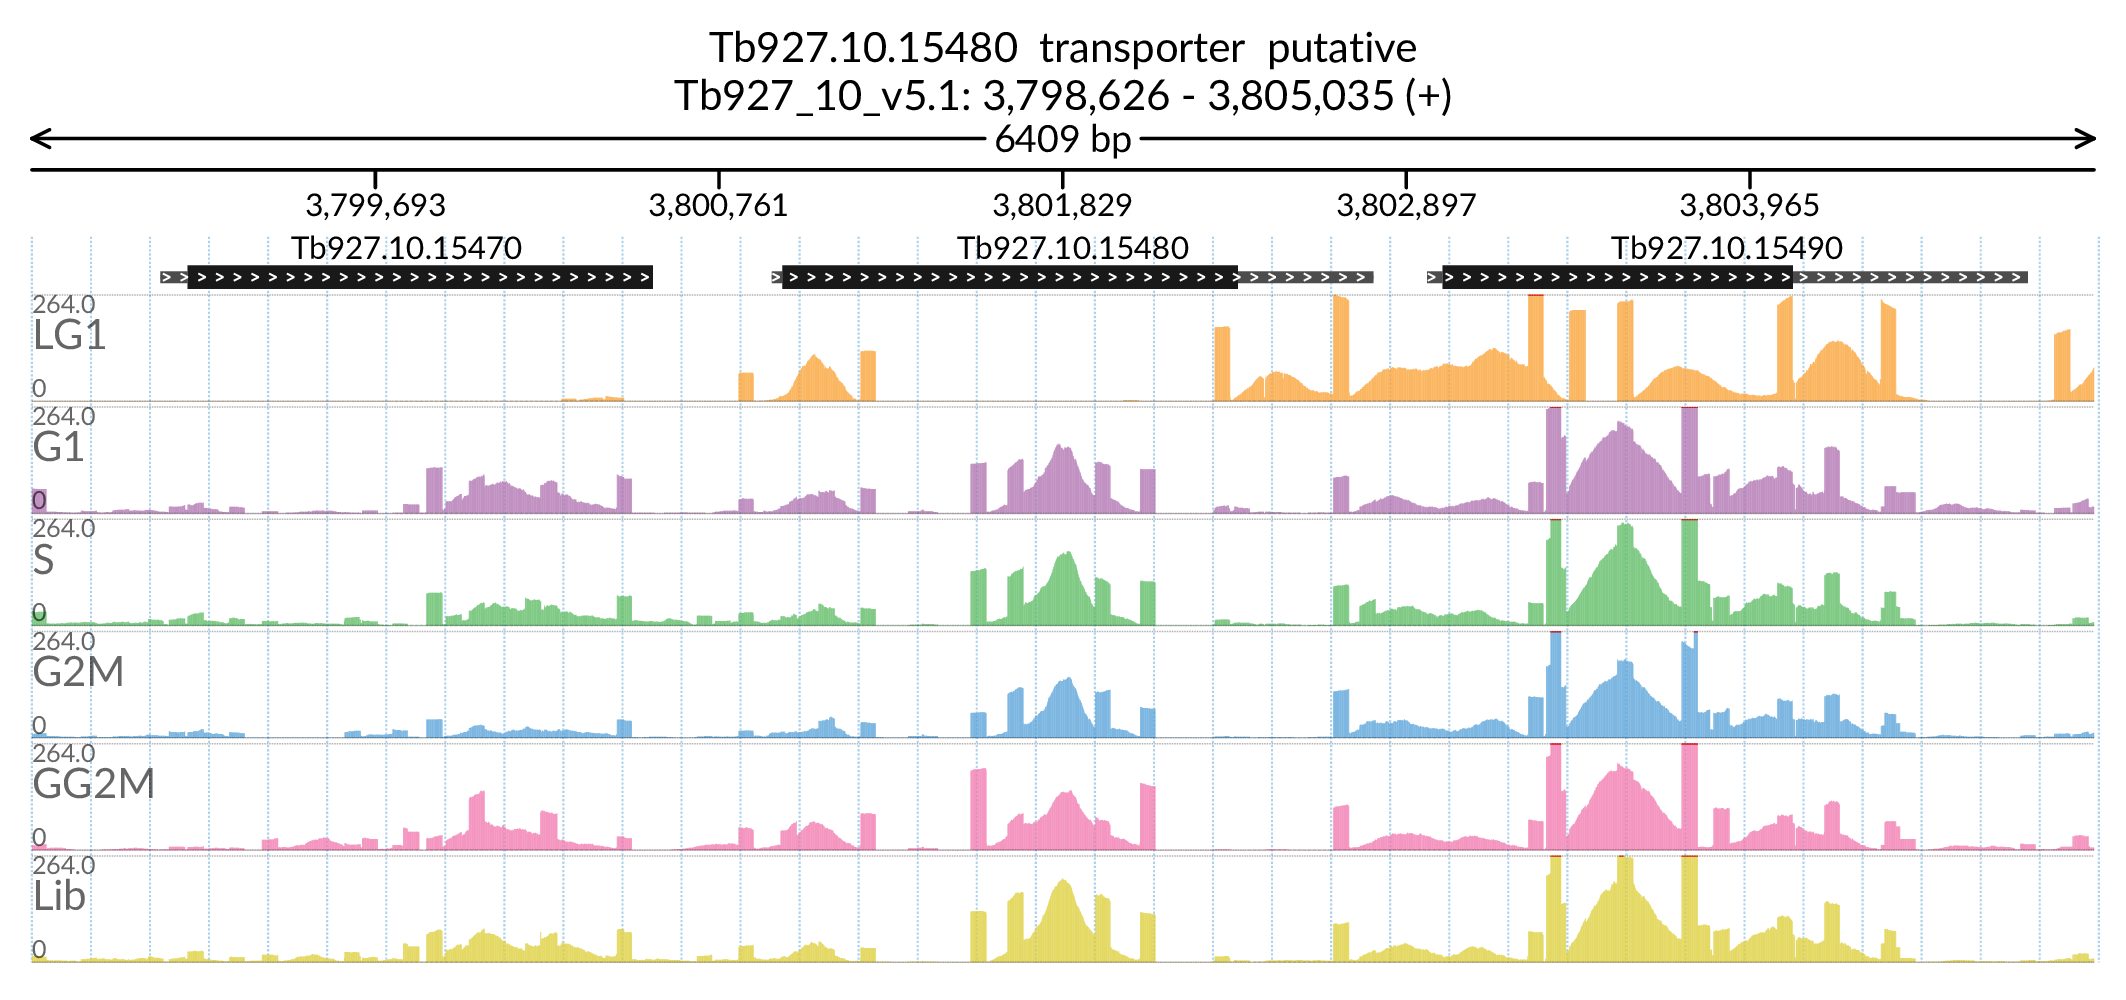 Tb927.10.15480 transporter putative
Tb927_10_v5.1: 3,798,626 - 3,805,035 (+)
6409 bp
3,799,693 3,800,761 3,801,829 3,802,897 3,803,965
Tb927.10.15470 Tb927.10.15480 Tb927.10.15490
264.0
LG1
0
264.0
G1
0
264.0
S
0
264.0
G2M
0
264.0
GG2M
0
264.0
Lib
0